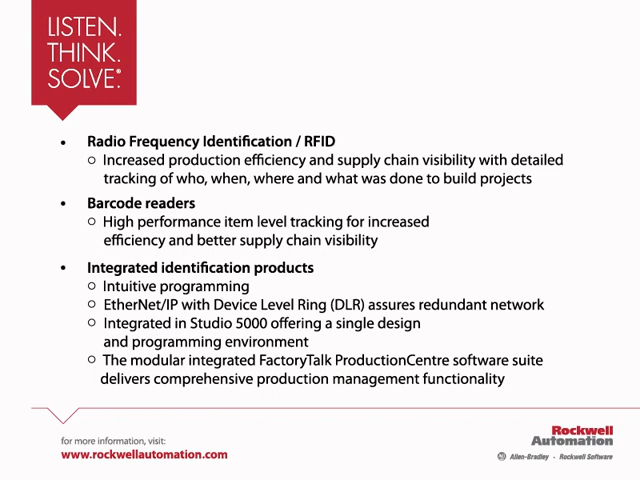 LISTEN.
THINK.
SOLVE.®
• Radio Frequency Identification / RFID
○ Increased production efficiency and supply chain visibility with detailed
tracking of who, when, where and what was done to build projects
• Barcode readers
○ High performance item level tracking for increased
efficiency and better supply chain visibility
• Integrated identification products
○ Intuitive programming
○ EtherNet/IP with Device Level Ring (DLR) assures redundant network
○ Integrated in Studio 5000 offering a single design
and programming environment
○ The modular integrated FactoryTalk ProductionCentre software suite
delivers comprehensive production management functionality
for more information, visit:
www.rockwellautomation.com
Rockwell
Automation
Allen-Bradley • Rockwell Software